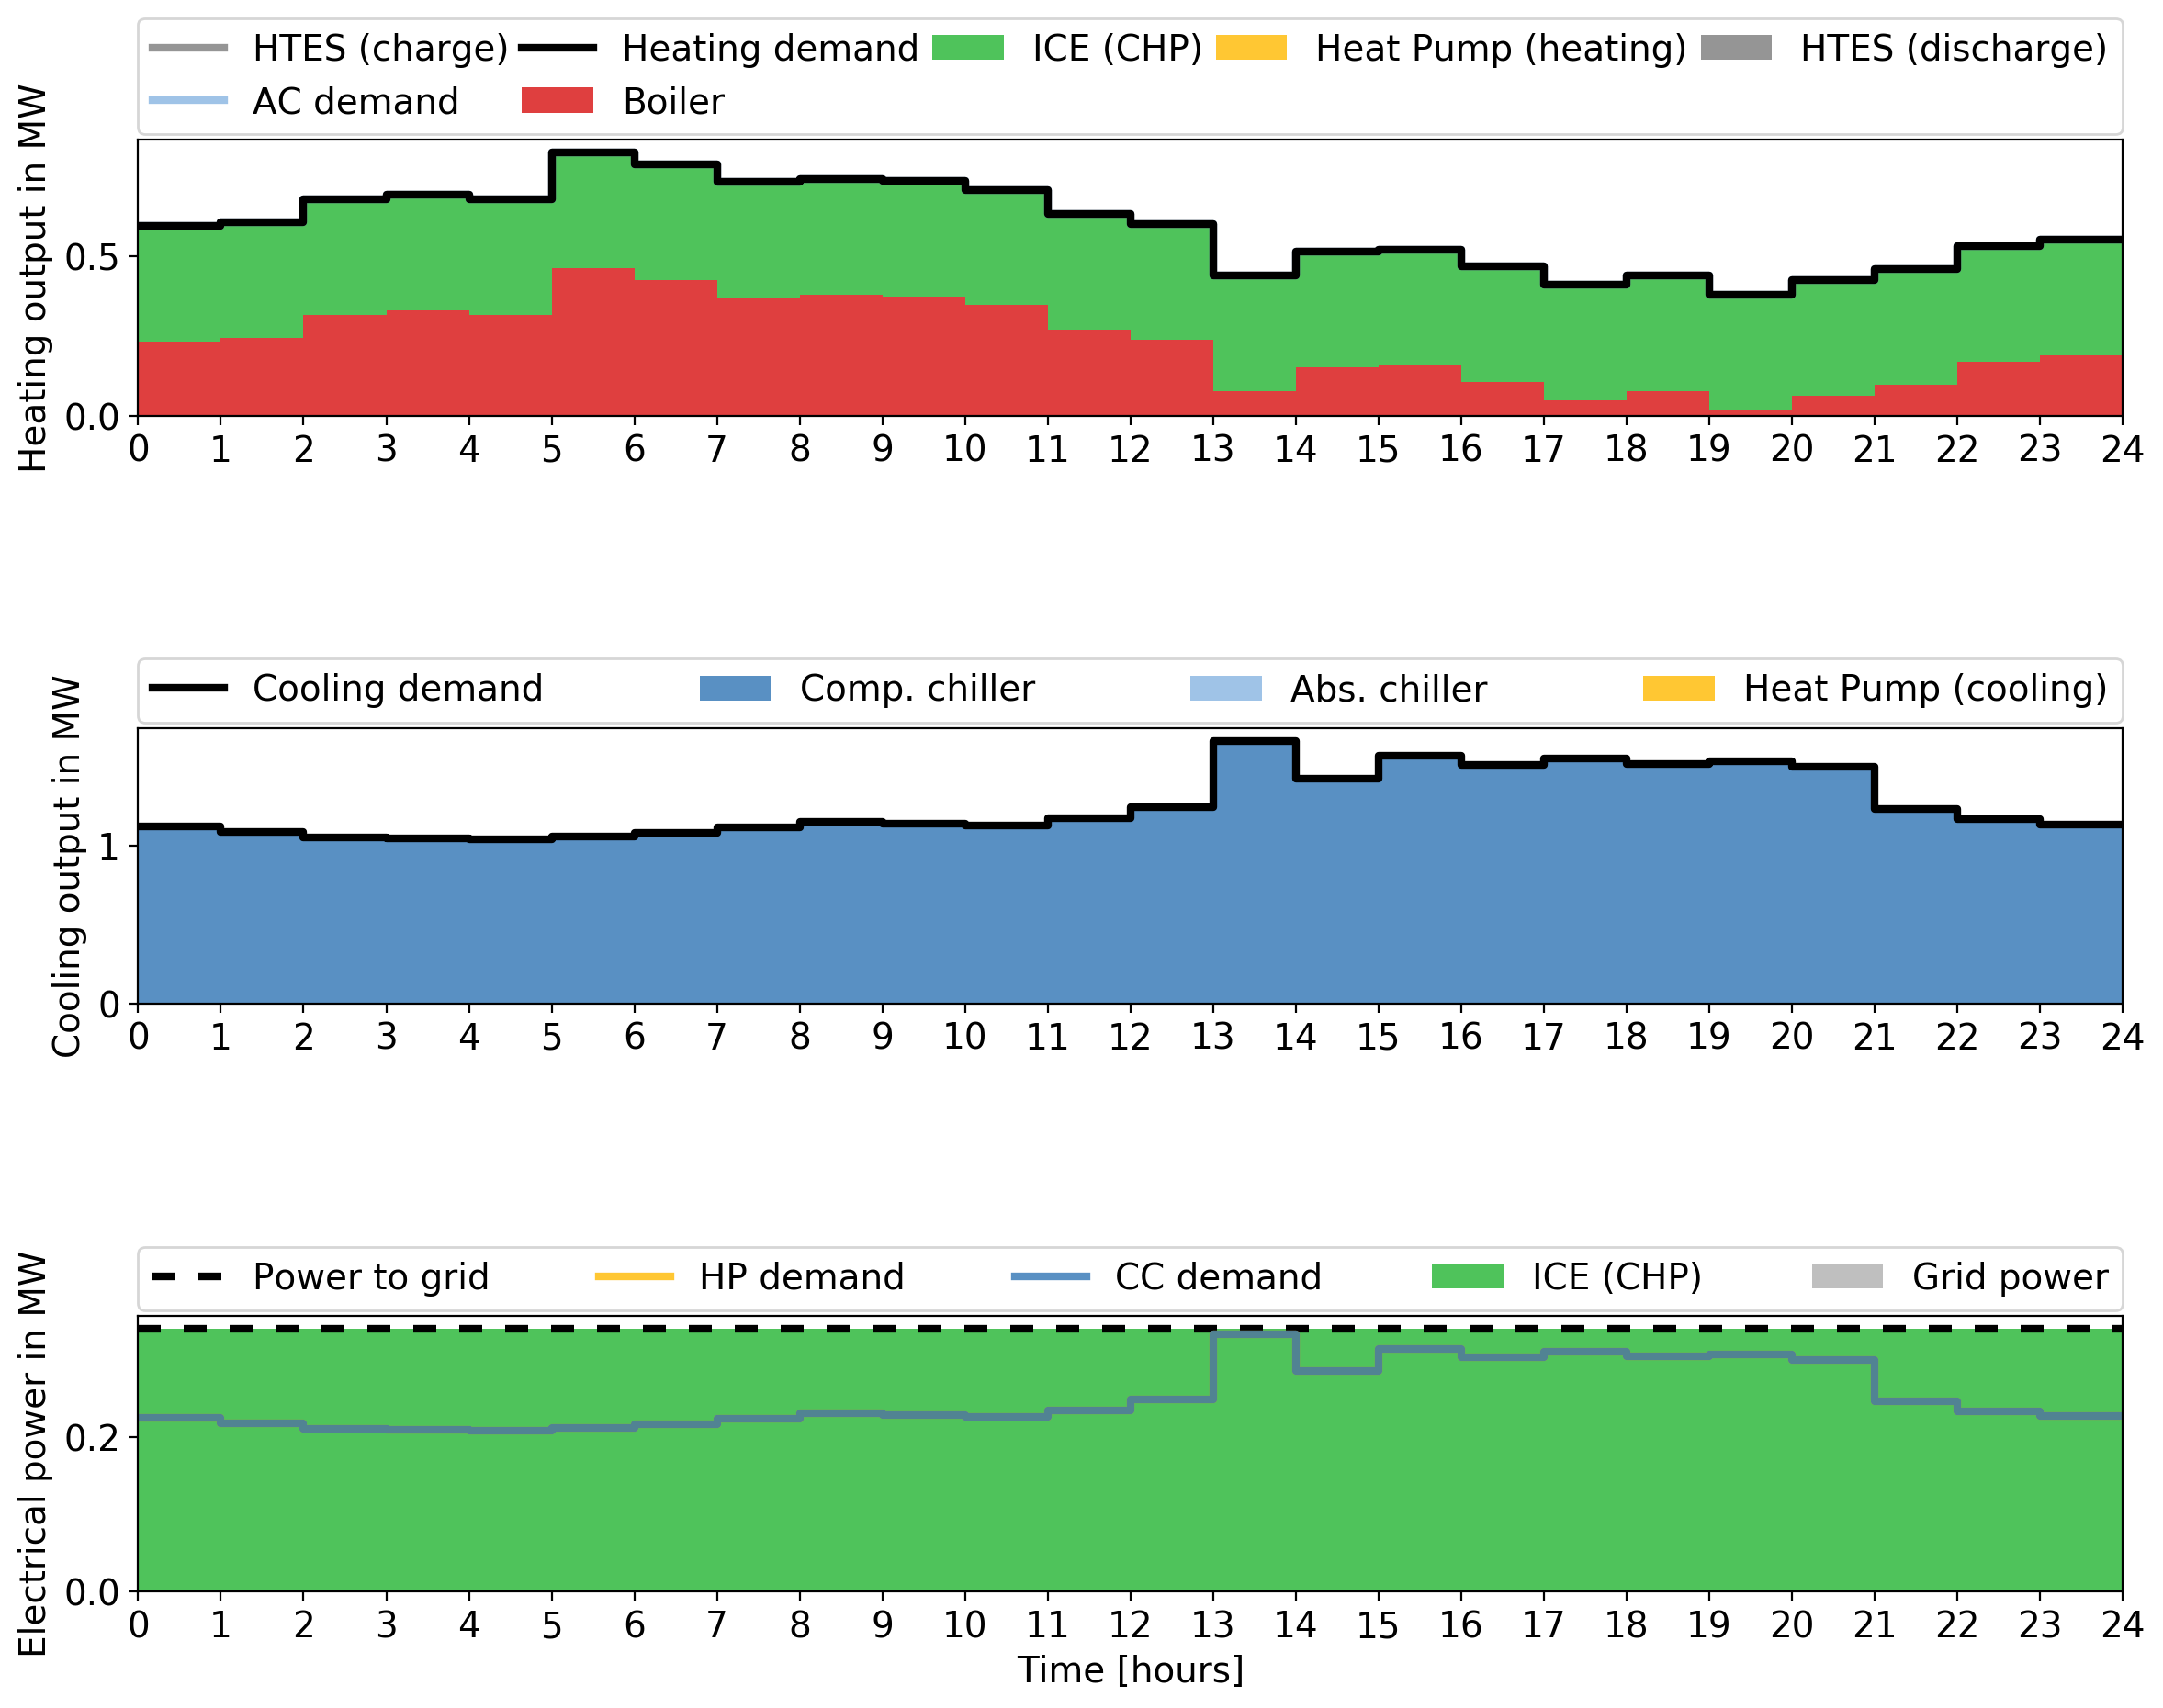 HTES (charge) Heating demand ICE (CHP) Heat Pump (heating) HTES (discharge)
AC demand Boiler
Heating output in MW
0.5
0.0
0 1 2 3 4 5 6 7 8 9 10 11 12 13 14 15 16 17 18 19 20 21 22 23 24
Cooling demand Comp. chiller Abs. chiller Heat Pump (cooling)
Cooling output in MW
1
0
0 1 2 3 4 5 6 7 8 9 10 11 12 13 14 15 16 17 18 19 20 21 22 23 24
Power to grid HP demand CC demand ICE (CHP) Grid power
Electrical power in MW
0.2
0.0
0 1 2 3 4 5 6 7 8 9 10 11 12 13 14 15 16 17 18 19 20 21 22 23 24
Time [hours]